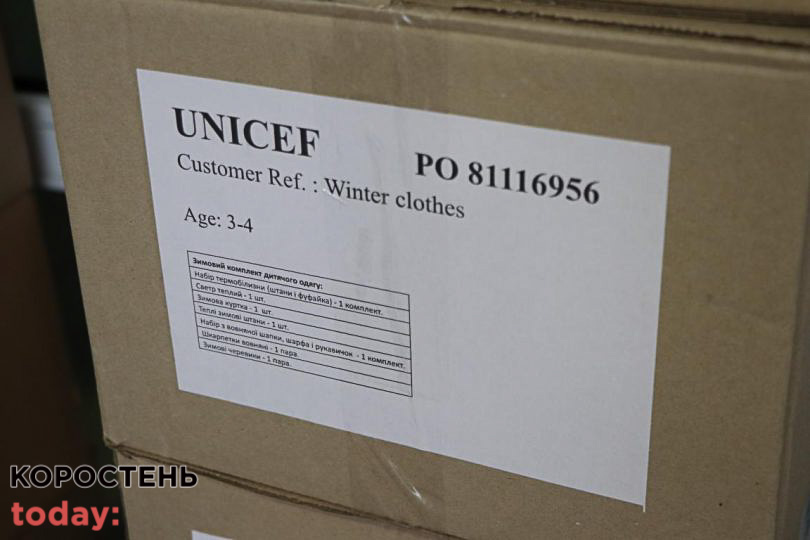 UNICEF
PO 81116956
Customer Ref. : Winter clothes
Age: 3-4
Зимовий комплект дитячого одягу:
Набір термобілизни (штани і фуфайка) - 1 комплект.
Светр теплий - 1 шт.
Зимова куртка - 1 шт.
Теплі зимові штани - 1 шт.
Набір з вовняної шапки, шарфа і рукавичок - 1 комплект.
Шкарпетки вовняні - 1 пара.
Зимові черевики - 1 пара.
КОРОСТЕНЬ
today: